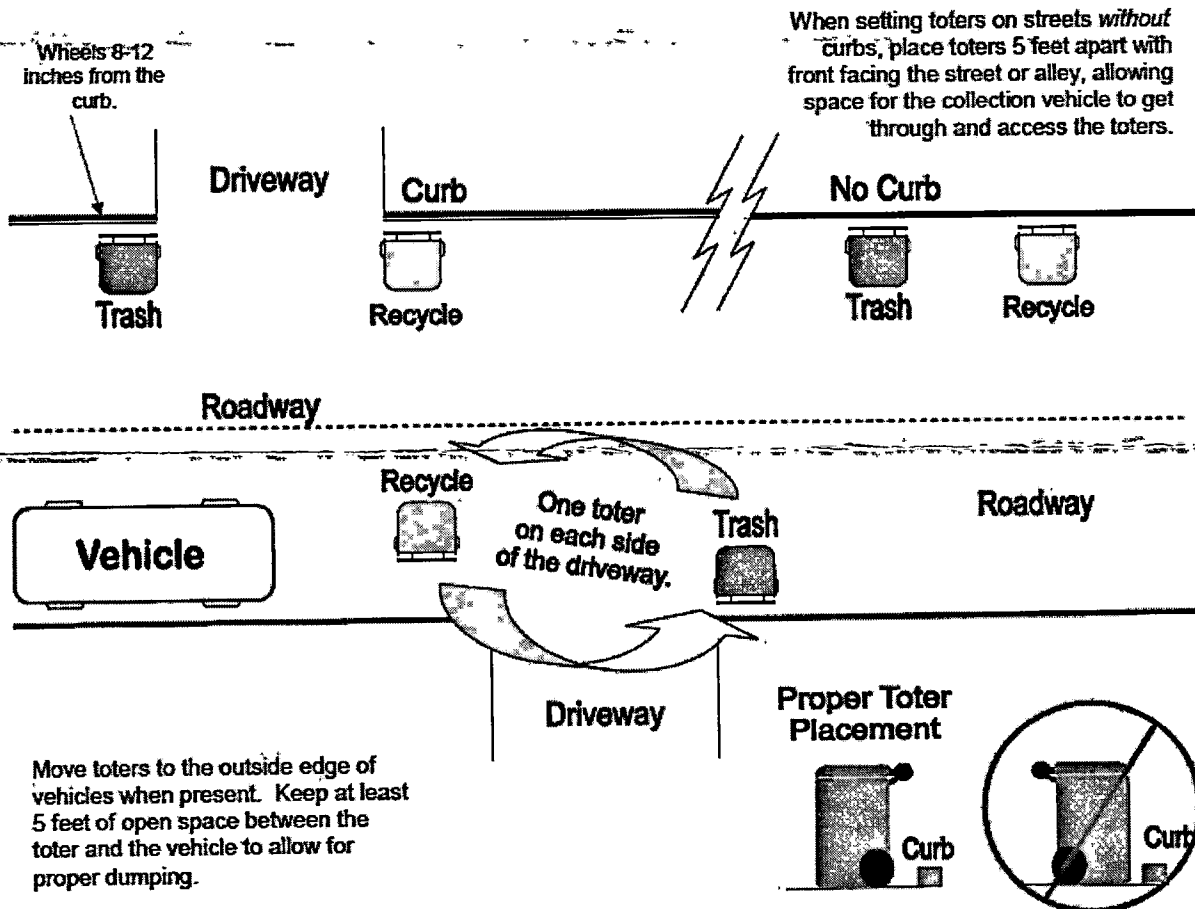 When setting toters on streets without
curbs, place toters 5 feet apart with
front facing the street or alley, allowing
space for the collection vehicle to get
through and access the toters.
Wheels 8-12
inches from the
curb.
Driveway
Curb
No Curb
Trash
Recycle
Trash
Recycle
Roadway
Recycle
One toter
on each side
of the driveway.
Trash
Roadway
Vehicle
Driveway
Proper Toter
Placement
Move toters to the outside edge of
vehicles when present. Keep at least
5 feet of open space between the
toter and the vehicle to allow for
proper dumping.
Curb
Curb